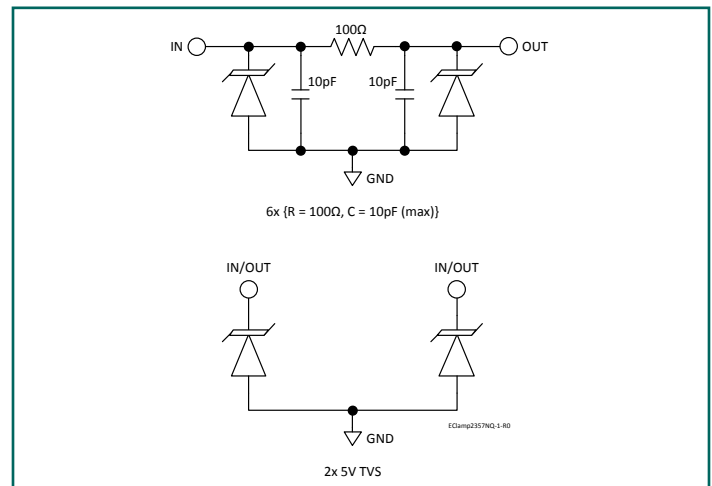 100Ω
IN
OUT
10pF
10pF
GND
6x {R = 100Ω, C = 10pF (max)}
IN/OUT
IN/OUT
EClamp2357NQ-1-R0
GND
2x 5V TVS